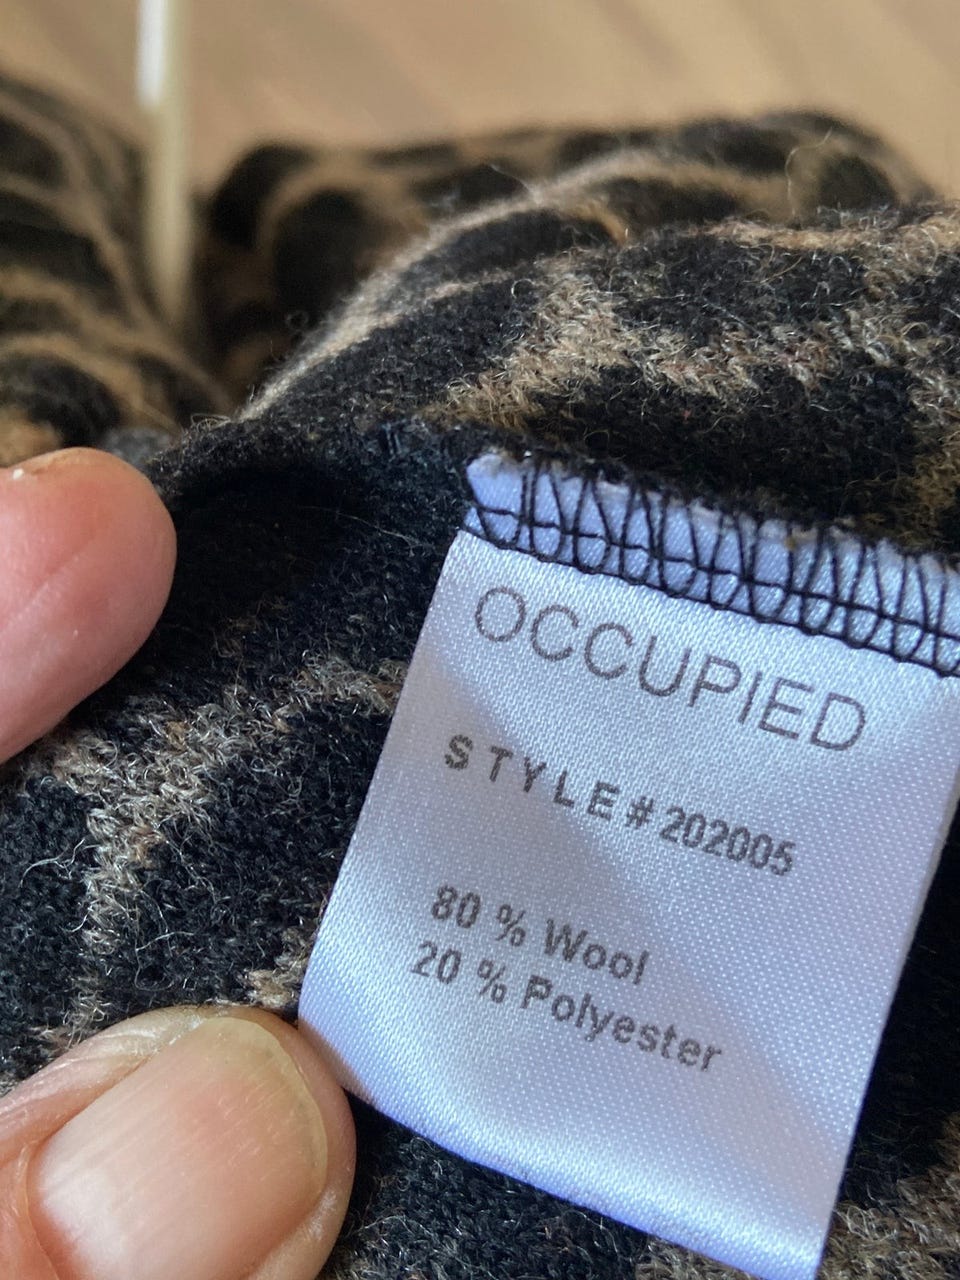 OCCUPIED
STYLE#202005
80 % Wool
20 % Polyester